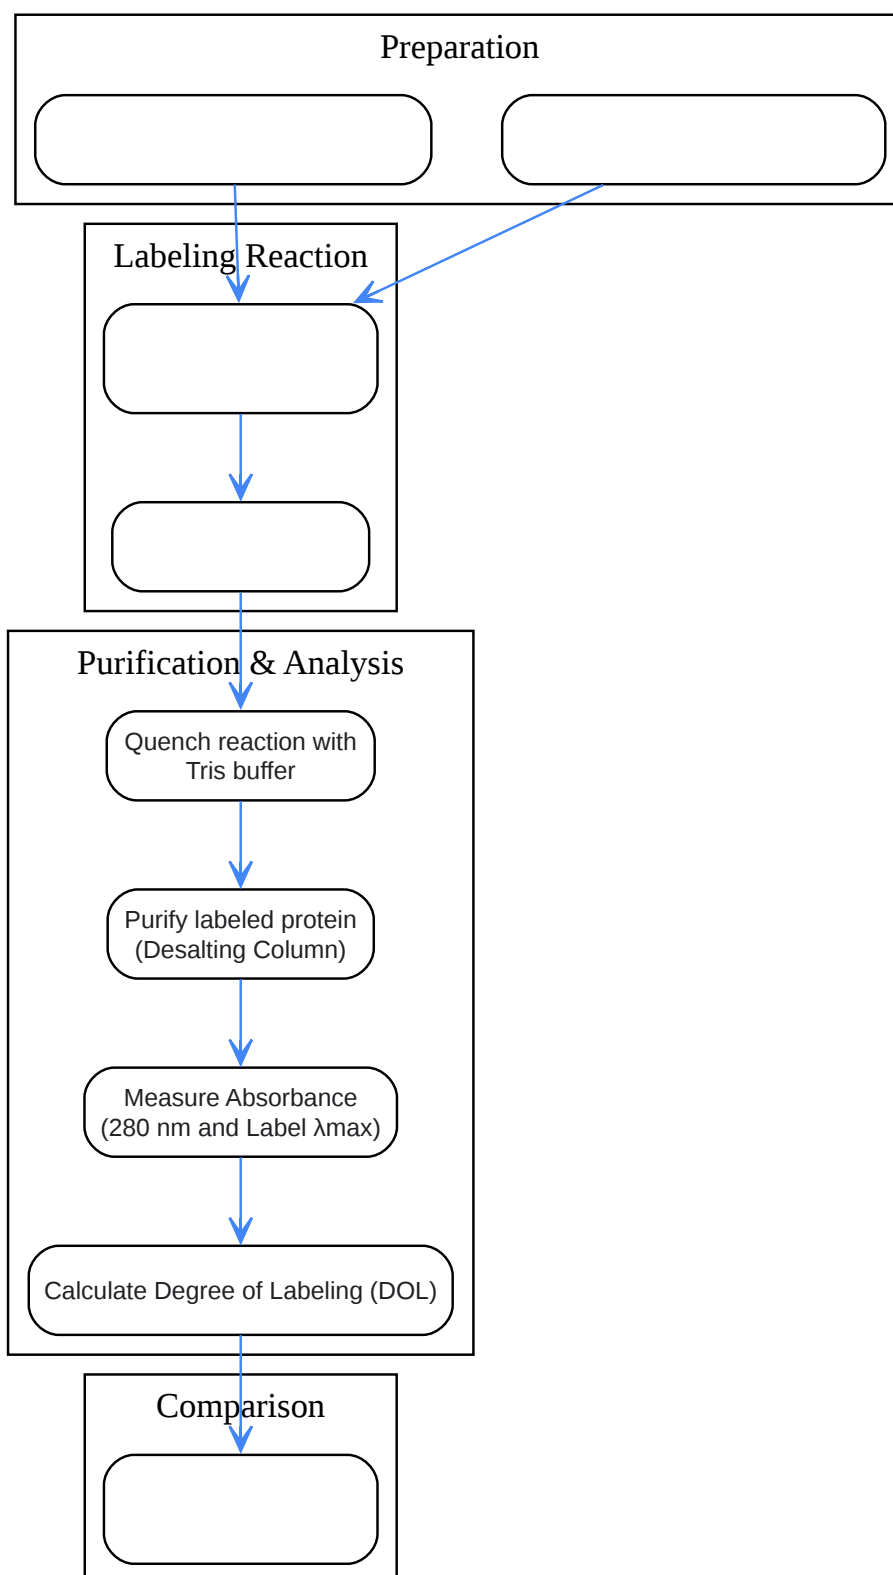 Preparation
Labeling Reaction
Purification & Analysis
Quench reaction with
Tris buffer
Purify labeled protein
(Desalting Column)
Measure Absorbance
(280 nm and Label λmax)
Calculate Degree of Labeling (DOL)
Comparison